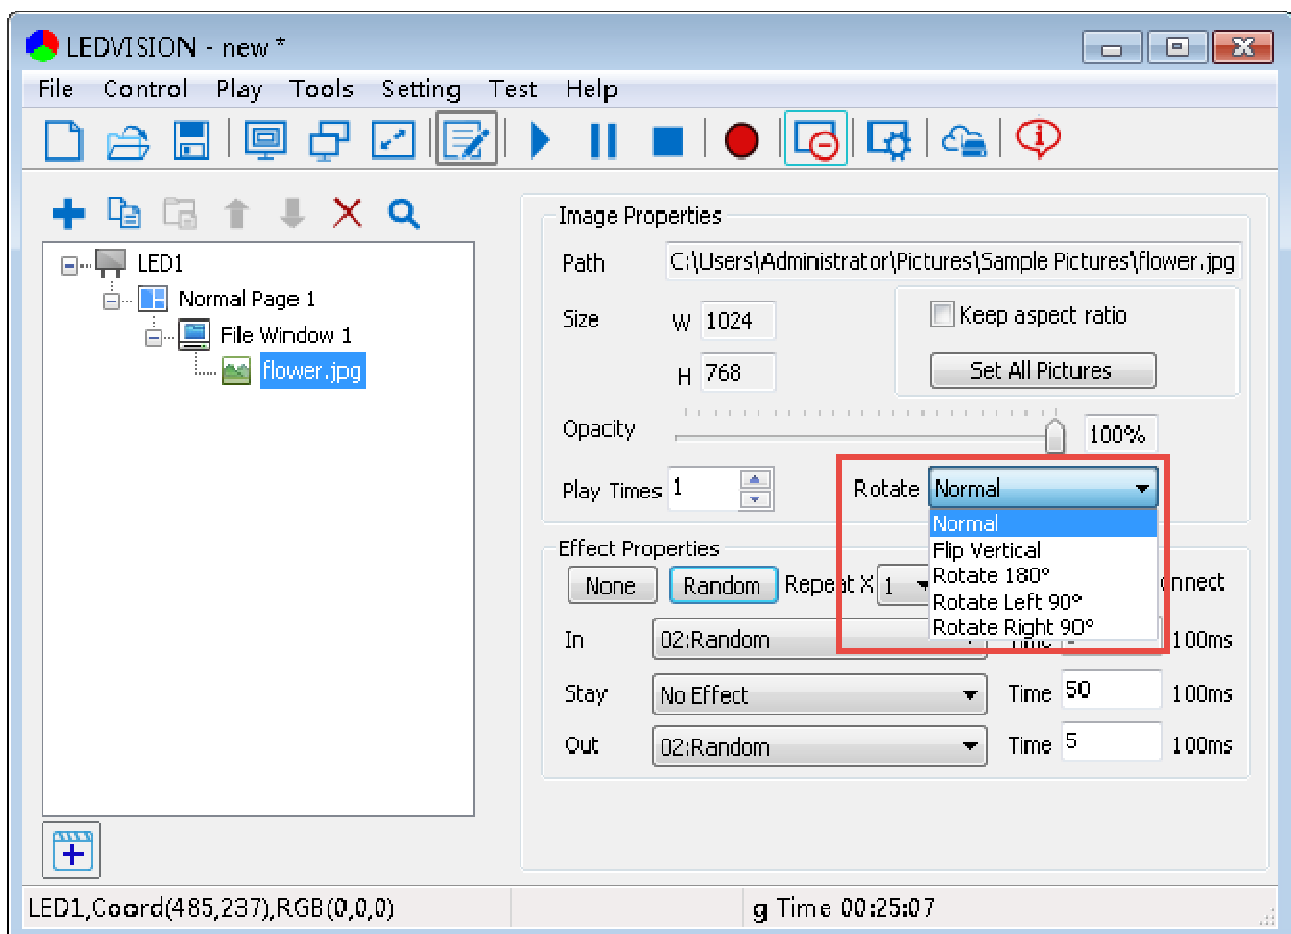 LEDVISION - new *
File Control Play Tools Setting Test Help
LED1
Normal Page 1
File Window 1
flower.jpg
Image Properties
Path C:\Users\Administrator\Pictures\Sample Pictures\flower.jpg
Size W 1024
Keep aspect ratio
H 768
Set All Pictures
Opacity 100%
Play Times 1 Rotate Normal
Normal
Flip Vertical
Rotate 180°
Rotate Left 90°
Rotate Right 90°
Effect Properties
None Random Repeat X 1 nnect
In 02:Random Time 100ms
Stay No Effect Time 50 100ms
Out 02:Random Time 5 100ms
LED1,Coord(485,237),RGB(0,0,0) g Time 00:25:07